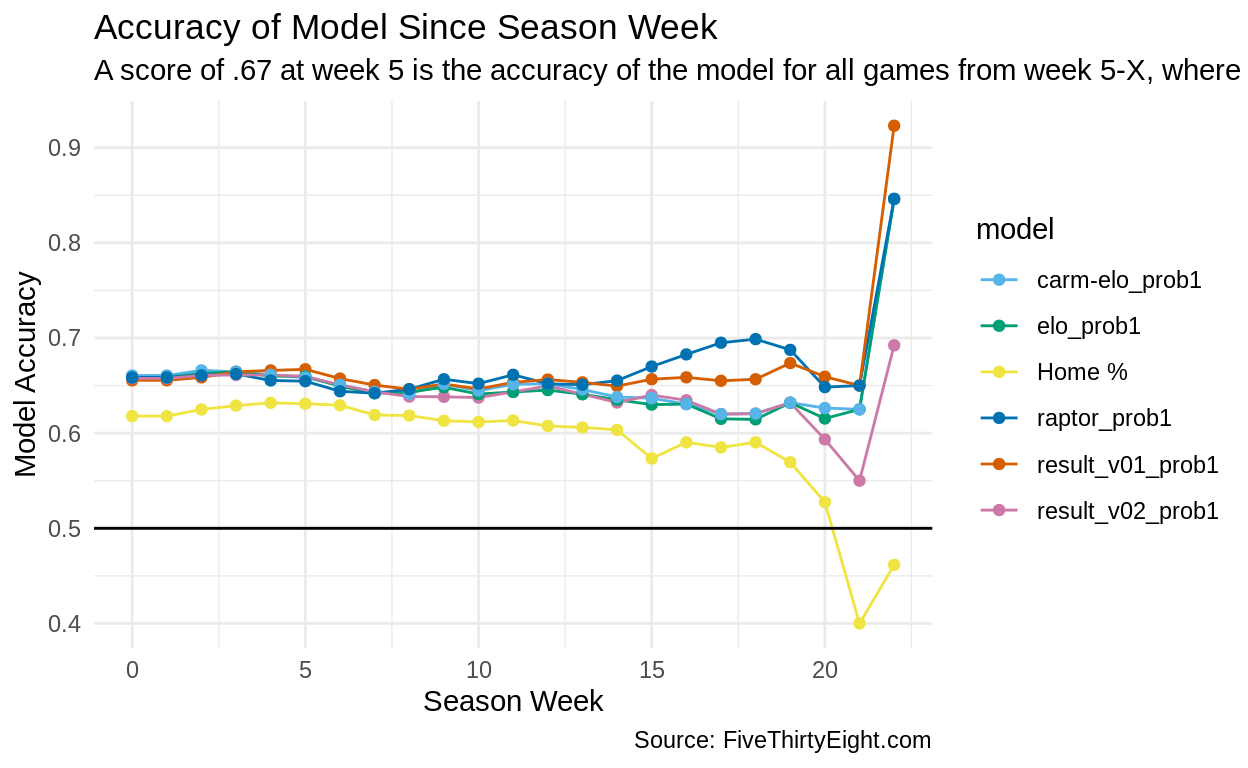 Accuracy of Model Since Season Week
A score of .67 at week 5 is the accuracy of the model for all games from week 5-X, where
Model Accuracy
0.9
0.8
0.7
0.6
0.5
0.4
0
5
10
15
20
Season Week
model
carm-elo_prob1
elo_prob1
Home %
raptor_prob1
result_v01_prob1
result_v02_prob1
Source: FiveThirtyEight.com